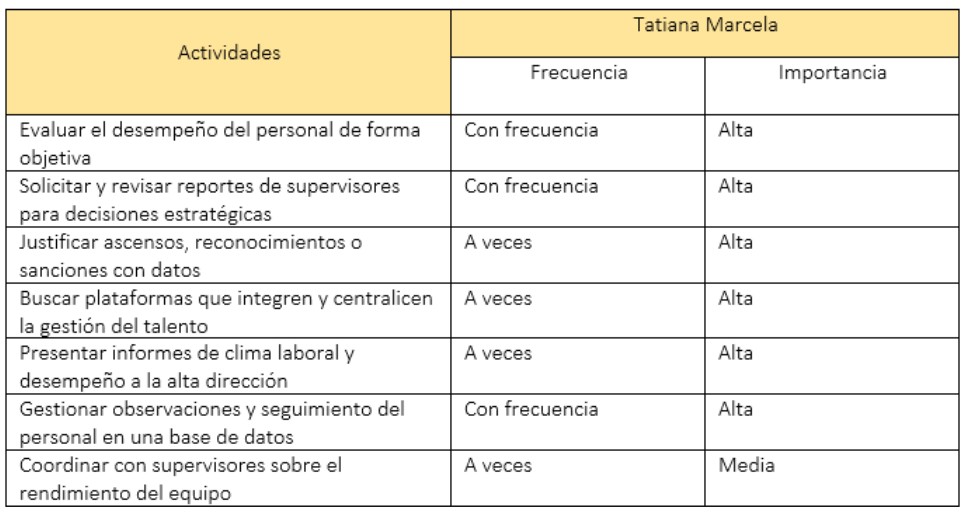 Actividades
Tatiana Marcela
Frecuencia
Importancia
Evaluar el desempeño del personal de forma
objetiva
Con frecuencia
Alta
Solicitar y revisar reportes de supervisores
para decisiones estratégicas
Con frecuencia
Alta
Justificar ascensos, reconocimientos o
sanciones con datos
A veces
Alta
Buscar plataformas que integren y centralicen
la gestión del talento
A veces
Alta
Presentar informes de clima laboral y
desempeño a la alta dirección
A veces
Alta
Gestionar observaciones y seguimiento del
personal en una base de datos
Con frecuencia
Alta
Coordinar con supervisores sobre el
rendimiento del equipo
A veces
Media